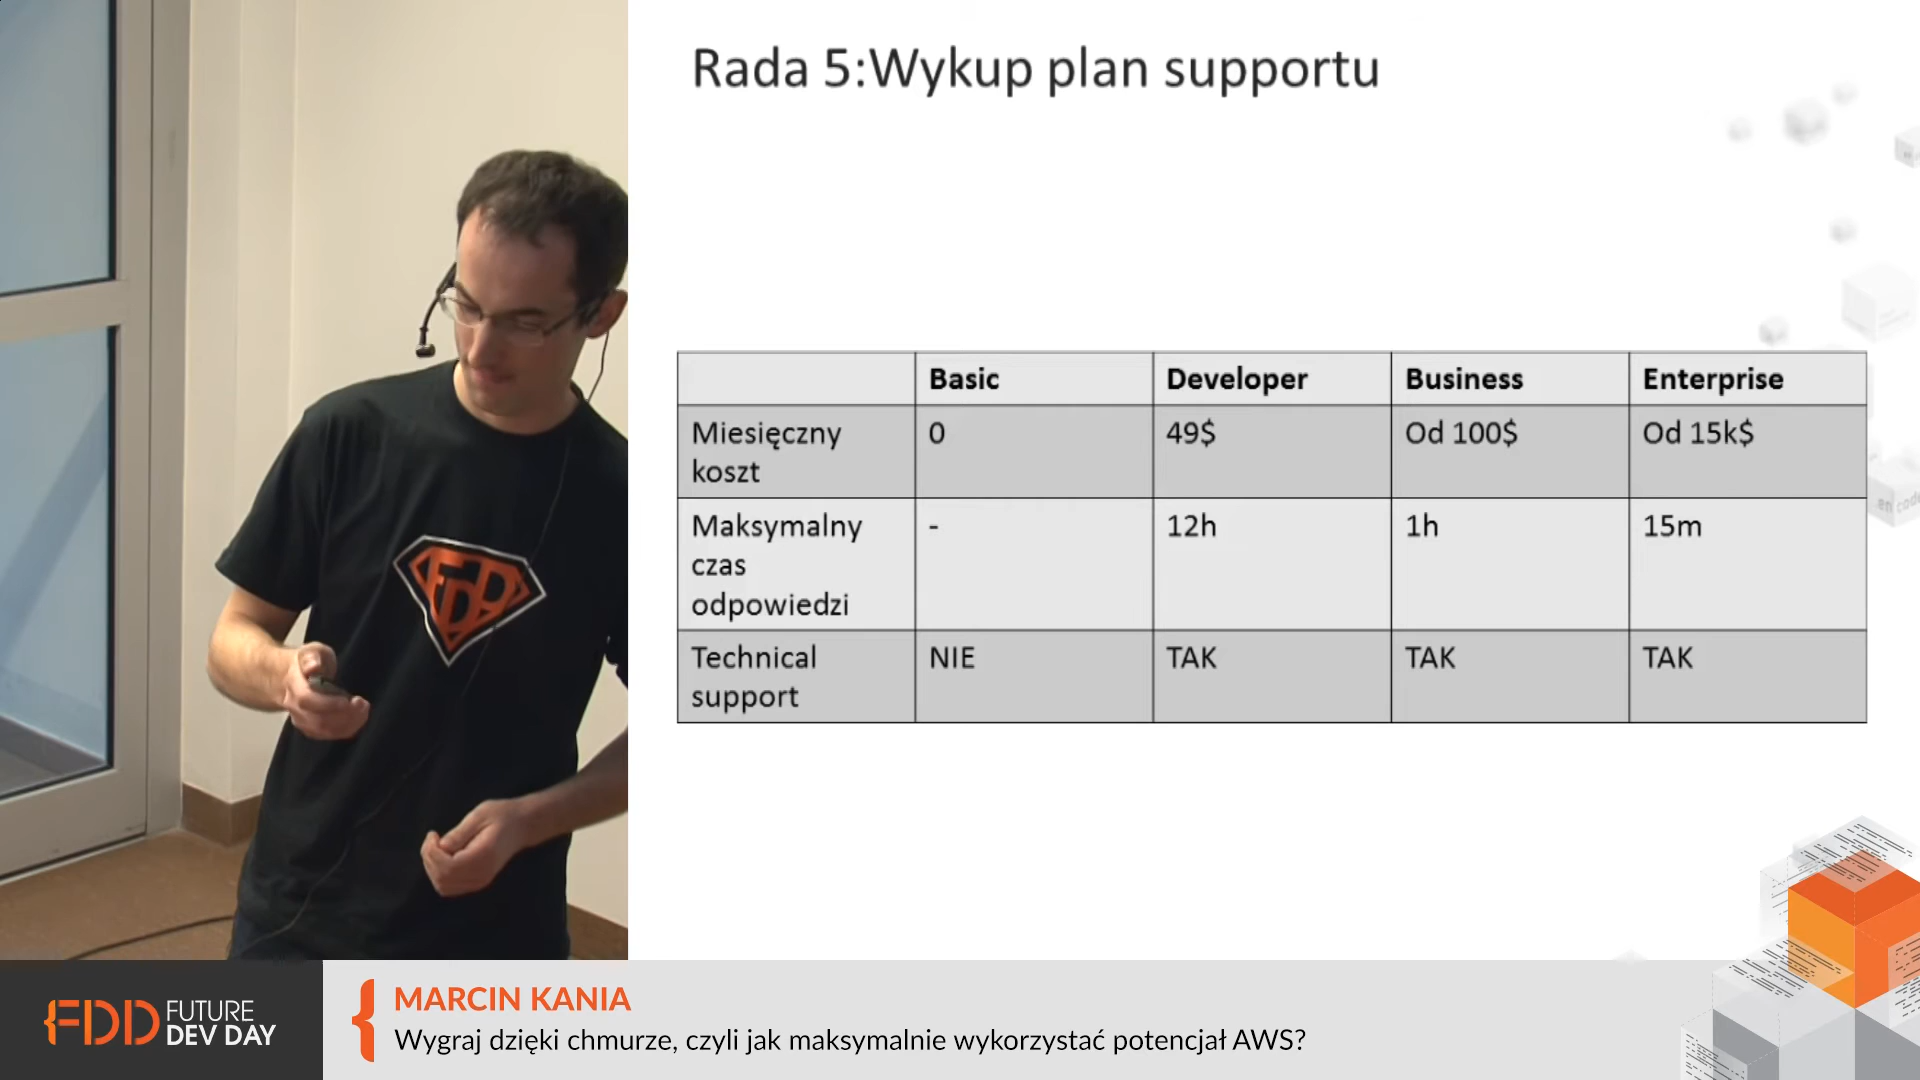 Rada 5:Wykup plan supportu
Basic Developer Business Enterprise
Miesięczny koszt 0 49$ Od 100$ Od 15k$
Maksymalny czas odpowiedzi - 12h 1h 15m
Technical support NIE TAK TAK TAK
FDD
FDD FUTURE DEV DAY
MARCIN KANIA
Wygraj dzięki chmurze, czyli jak maksymalnie wykorzystać potencjał AWS?